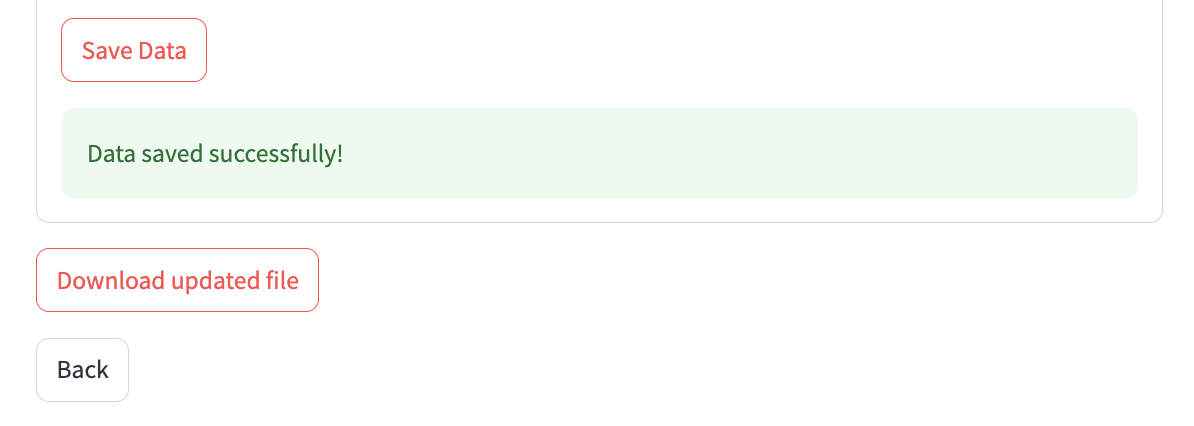 Save Data
Data saved successfully!
Download updated file
Back